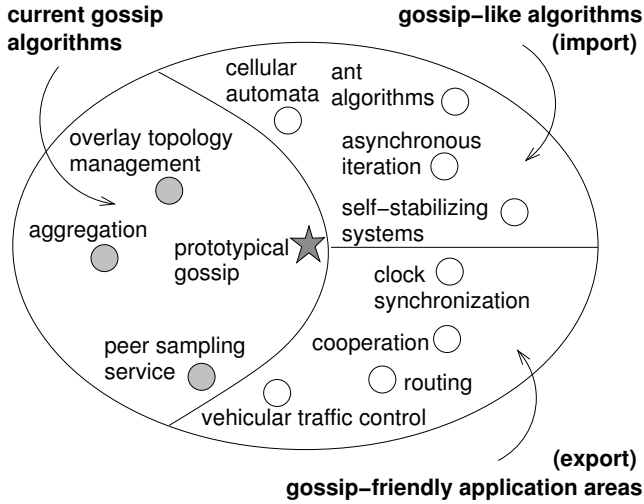 current gossip
algorithms
gossip−like algorithms
(import)
cellular
automata
ant
algorithms
overlay topology
management
asynchronous
iteration
self−stabilizing
systems
aggregation
prototypical
gossip
clock
synchronization
cooperation
peer sampling
service
routing
vehicular traffic control
(export)
gossip−friendly application areas